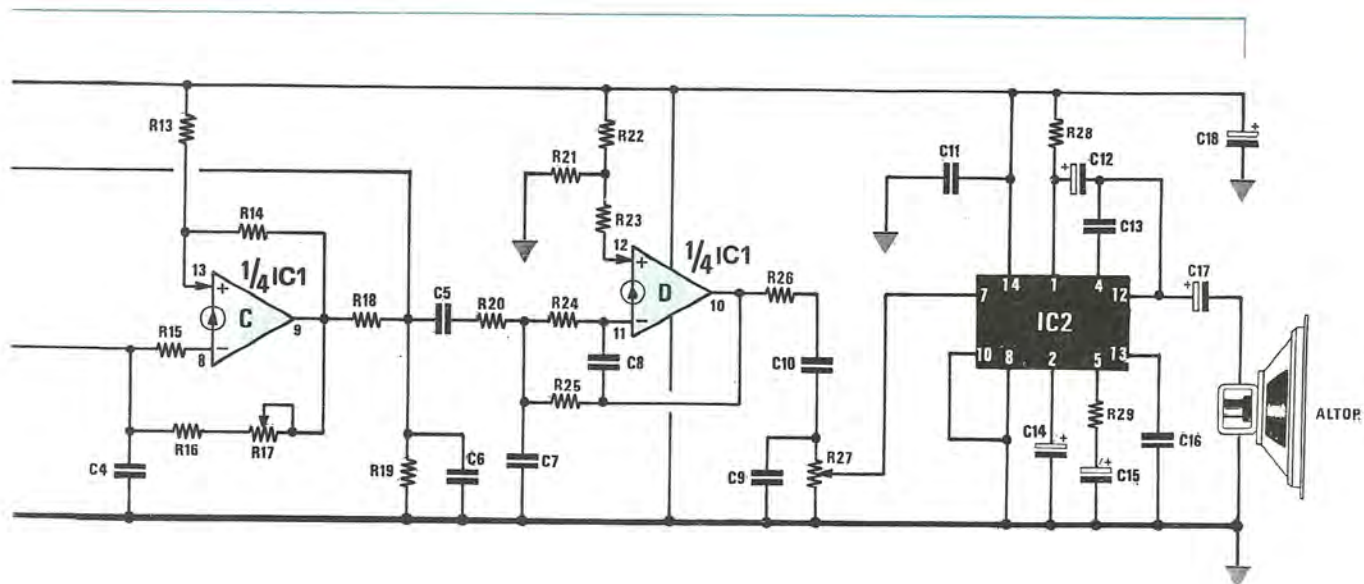 R13
R14
13
+
1/4 IC1
C
9
R15
8
-
R16
R17
C4
R18
R19
C6
C5
R20
R21
R22
R23
12
+
1/4 IC1
D
10
R24
11
-
C8
R25
C7
R26
C10
C9
R27
C11
R28
+
C12
C13
C18
+
7
14
1
4
12
IC2
10
8
2
5
13
+
C17
R29
C14
+
+
C15
C16
ALTOP.